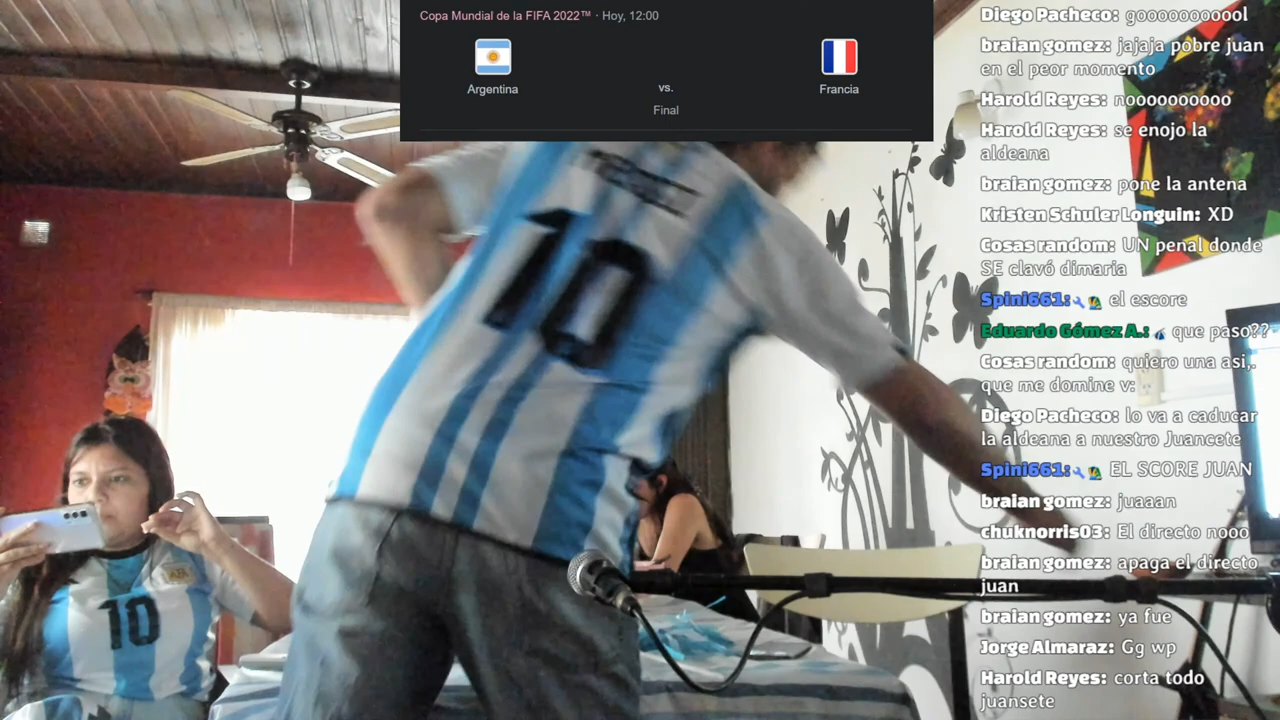 Copa Mundial de la FIFA 2022™ · Hoy, 12:00
Argentina
vs.
Francia
Final
10
10
AFA
Diego Pacheco: gooooooooool
braian gomez: jajaja pobre juan
en el peor momento
Harold Reyes: noooooooooo
Harold Reyes: se enojo la
aldeana
braian gomez: pone la antena
Kristen Schuler Longuin: XD
Cosas random: UN penal donde
SE clavó dimaria
Spini661: el escore
Eduardo Gómez A.: que paso??
Cosas random: quiero una asi,.
que me domine v:
Diego Pacheco: lo va a caducar
la aldeana a nuestro Juancete
Spini661: EL SCORE JUAN
braian gomez: juaaan
chuknorris03: El directo nooo
braian gomez: apaga el directo
juan
braian gomez: ya fue
Jorge Almaraz: Gg wp
Harold Reyes: corta todo
juansete